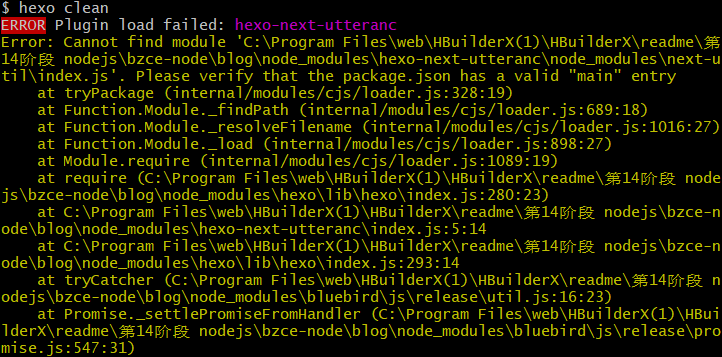 $ hexo clean
ERROR Plugin load failed: hexo-next-utteranc
Error: Cannot find module 'C:\Program Files\web\HBuilderX(1)\HBuilderX\readme\第
14阶段 nodejs\bzce-node\blog\node_modules\hexo-next-utteranc\node_modules\next-u
til\index.js'. Please verify that the package.json has a valid "main" entry
    at tryPackage (internal/modules/cjs/loader.js:328:19)
    at Function.Module._findPath (internal/modules/cjs/loader.js:689:18)
    at Function.Module._resolveFilename (internal/modules/cjs/loader.js:1016:27)
    at Function.Module._load (internal/modules/cjs/loader.js:898:27)
    at Module.require (internal/modules/cjs/loader.js:1089:19)
    at require (C:\Program Files\web\HBuilderX(1)\HBuilderX\readme\第14阶段 node
js\bzce-node\blog\node_modules\hexo\lib\hexo\index.js:280:23)
    at C:\Program Files\web\HBuilderX(1)\HBuilderX\readme\第14阶段 nodejs\bzce-n
ode\blog\node_modules\hexo-next-utteranc\index.js:5:14
    at C:\Program Files\web\HBuilderX(1)\HBuilderX\readme\第14阶段 nodejs\bzce-n
ode\blog\node_modules\hexo\lib\hexo\index.js:293:14
    at tryCatcher (C:\Program Files\web\HBuilderX(1)\HBuilderX\readme\第14阶段 n
odejs\bzce-node\blog\node_modules\bluebird\js\release\util.js:16:23)
    at Promise._settlePromiseFromHandler (C:\Program Files\web\HBuilderX(1)\HBui
lderX\readme\第14阶段 nodejs\bzce-node\blog\node_modules\bluebird\js\release\pro
mise.js:547:31)